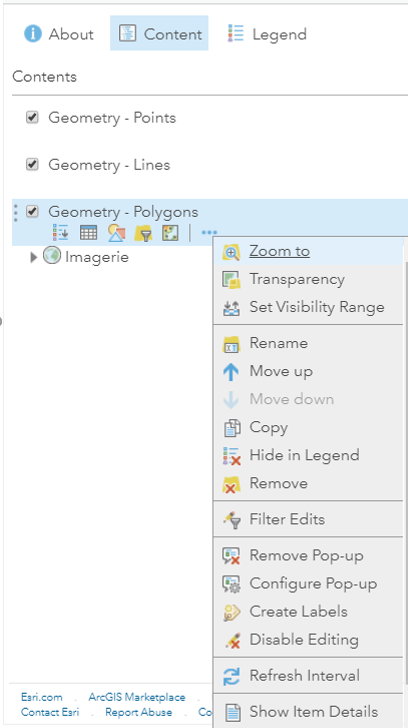 About Content Legend
Contents
Geometry - Points
Geometry - Lines
Geometry - Polygons
Imagerie
Zoom to
Transparency
Set Visibility Range
Rename
Move up
Move down
Copy
Hide in Legend
Remove
Filter Edits
Remove Pop-up
Configure Pop-up
Create Labels
Disable Editing
Refresh Interval
Show Item Details
Esri.com . ArcGIS Marketplace .
Contact Esri . Report Abuse . Co